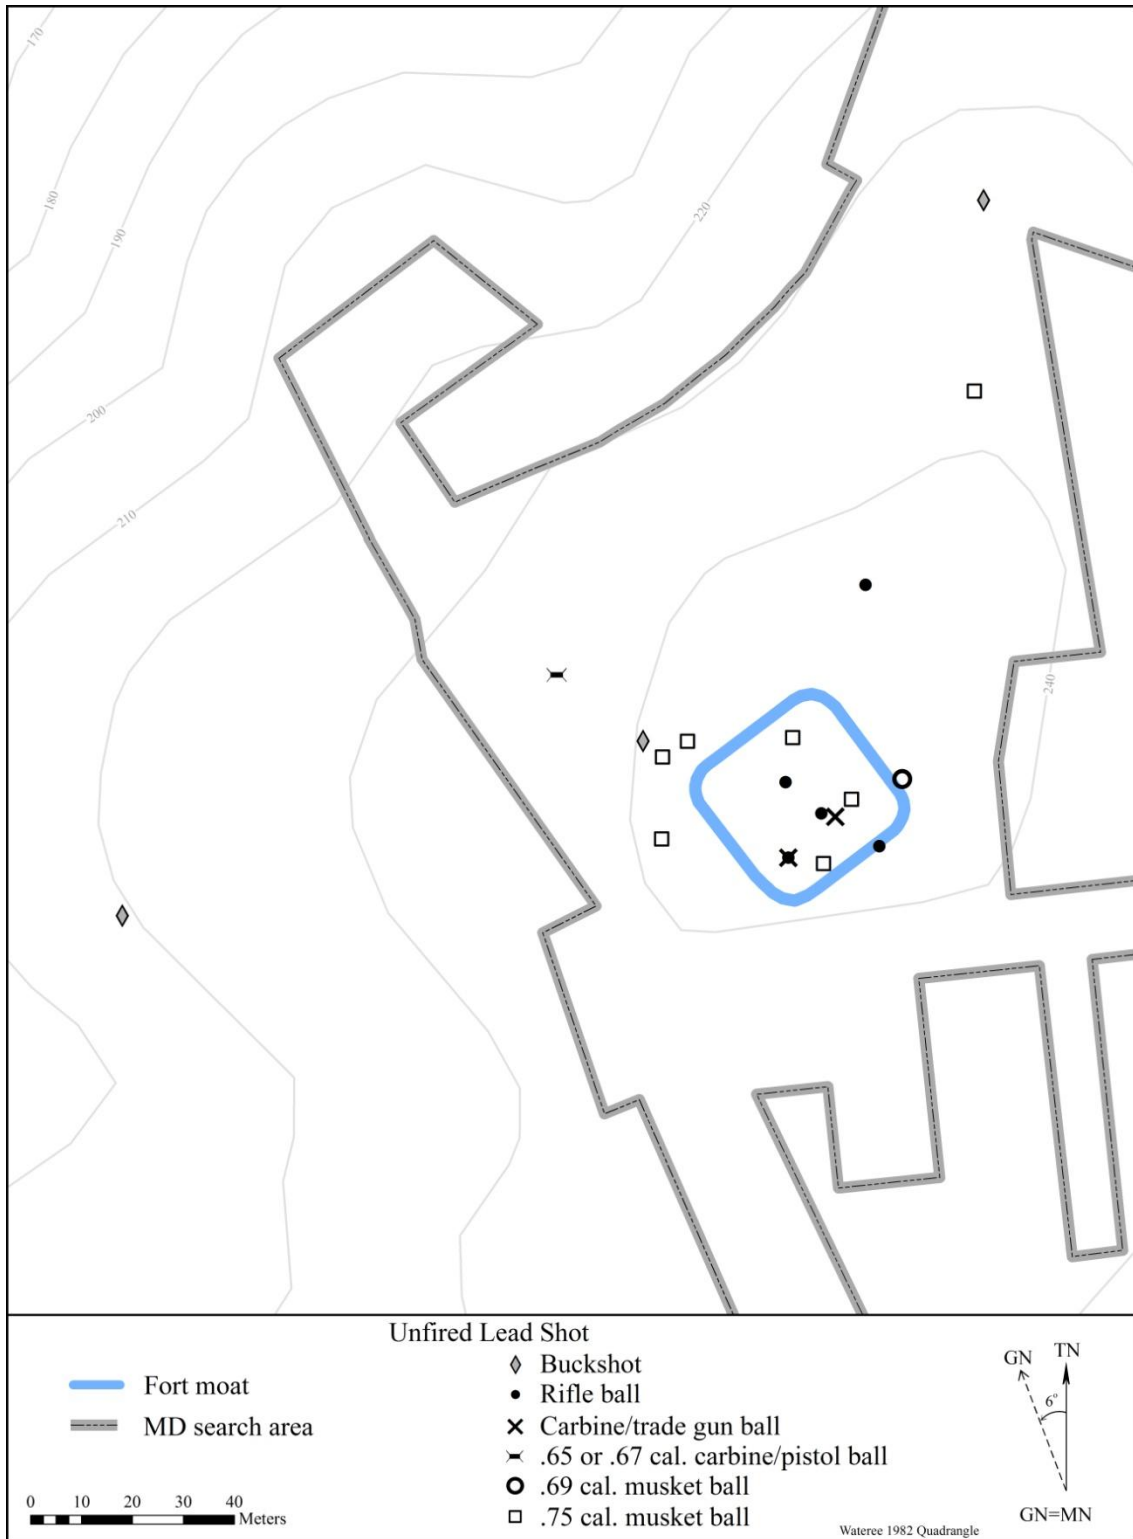 170
180
190
220
200
210
240
Unfired Lead Shot
Fort moat
MD search area
Buckshot
Rifle ball
Carbine/trade gun ball
.65 or .67 cal. carbine/pistol ball
.69 cal. musket ball
.75 cal. musket ball
GN TN
6°
GN=MN
0 10 20 30 40
Meters
Wateree 1982 Quadrangle